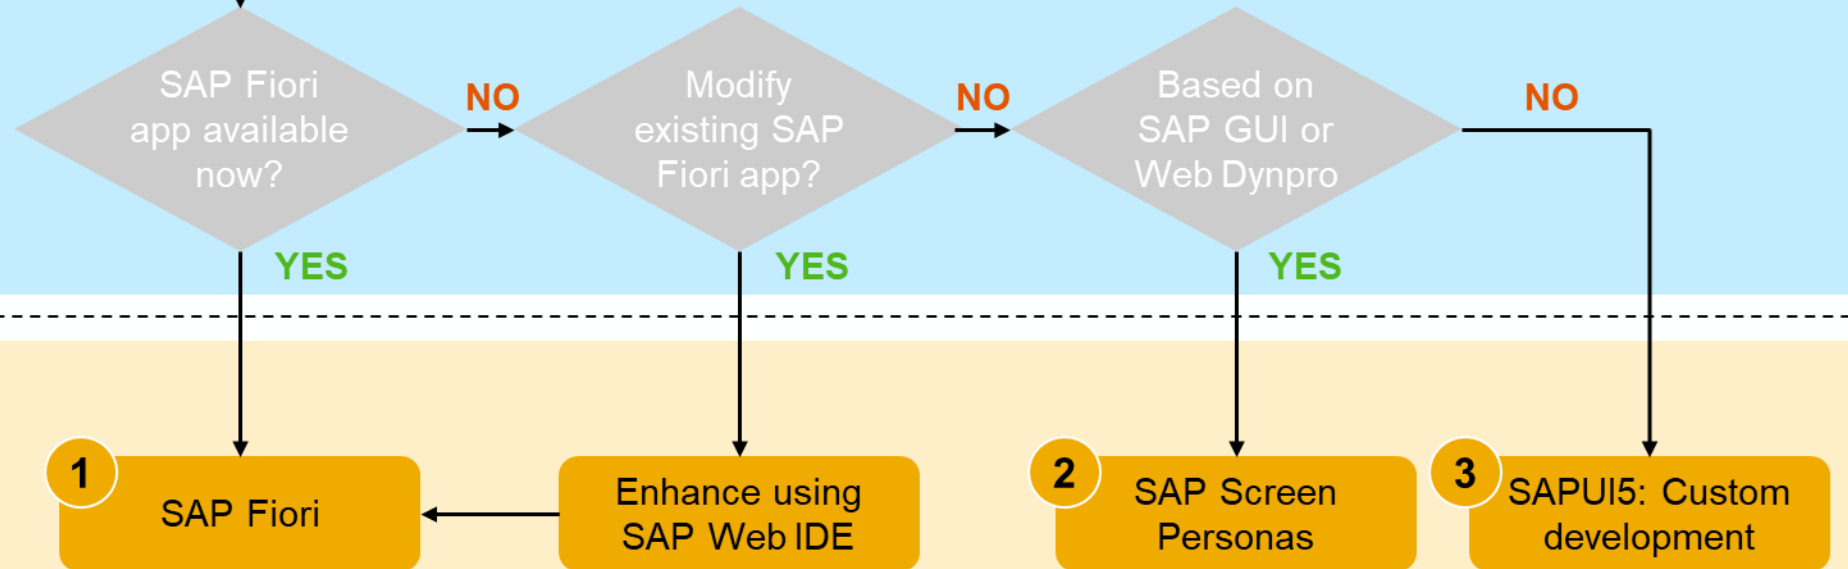 SAP Fiori
app available
now?
NO
Modify
existing SAP
Fiori app?
NO
Based on
SAP GUI or
Web Dynpro
NO
YES
YES
YES
1
SAP Fiori
Enhance using
SAP Web IDE
2
SAP Screen
Personas
3
SAPUI5: Custom
development